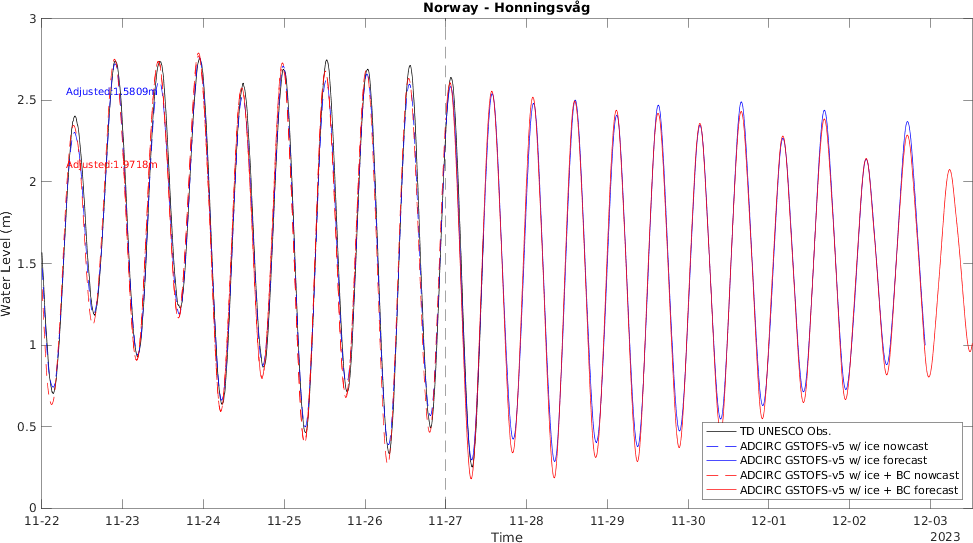 Norway - Honningsvåg
3
2.5
2
1.5
1
0.5
0
Water Level (m)
Adjusted:1.5809m
Adjusted:1.9718m
TD UNESCO Obs.
ADCIRC GSTOFS-v5 w/ ice nowcast
ADCIRC GSTOFS-v5 w/ ice forecast
ADCIRC GSTOFS-v5 w/ ice + BC nowcast
ADCIRC GSTOFS-v5 w/ ice + BC forecast
11-22 11-23 11-24 11-25 11-26 11-27 11-28 11-29 11-30 12-01 12-02 12-03
Time
2023